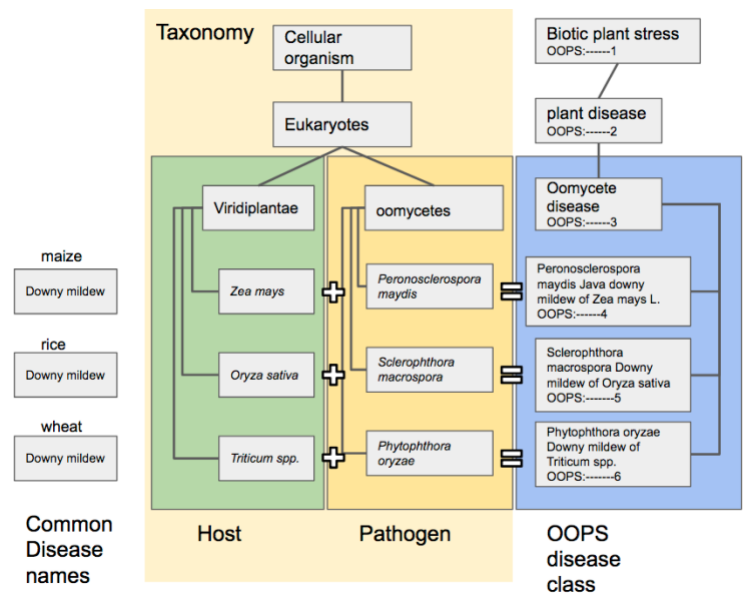 Taxonomy
Cellular
organism
Biotic plant stress
OOPS:------1
Eukaryotes
plant disease
OOPS:------2
Viridiplantae
oomycetes
Oomycete
disease
OOPS:------3
maize
Downy mildew
Zea mays
Peronosclerospora
maydis
Peronosclerospora
maydis Java downy
mildew of Zea mays L.
OOPS:------4
rice
Downy mildew
Oryza sativa
Sclerophthora
macrospora
Sclerophthora
macrospora Downy
mildew of Oryza sativa
OOPS:-------5
wheat
Downy mildew
Triticum spp.
Phytophthora
oryzae
Phytophthora oryzae
Downy mildew of
Triticum spp.
OOPS:-------6
Common
Disease
names
Host
Pathogen
OOPS
disease
class